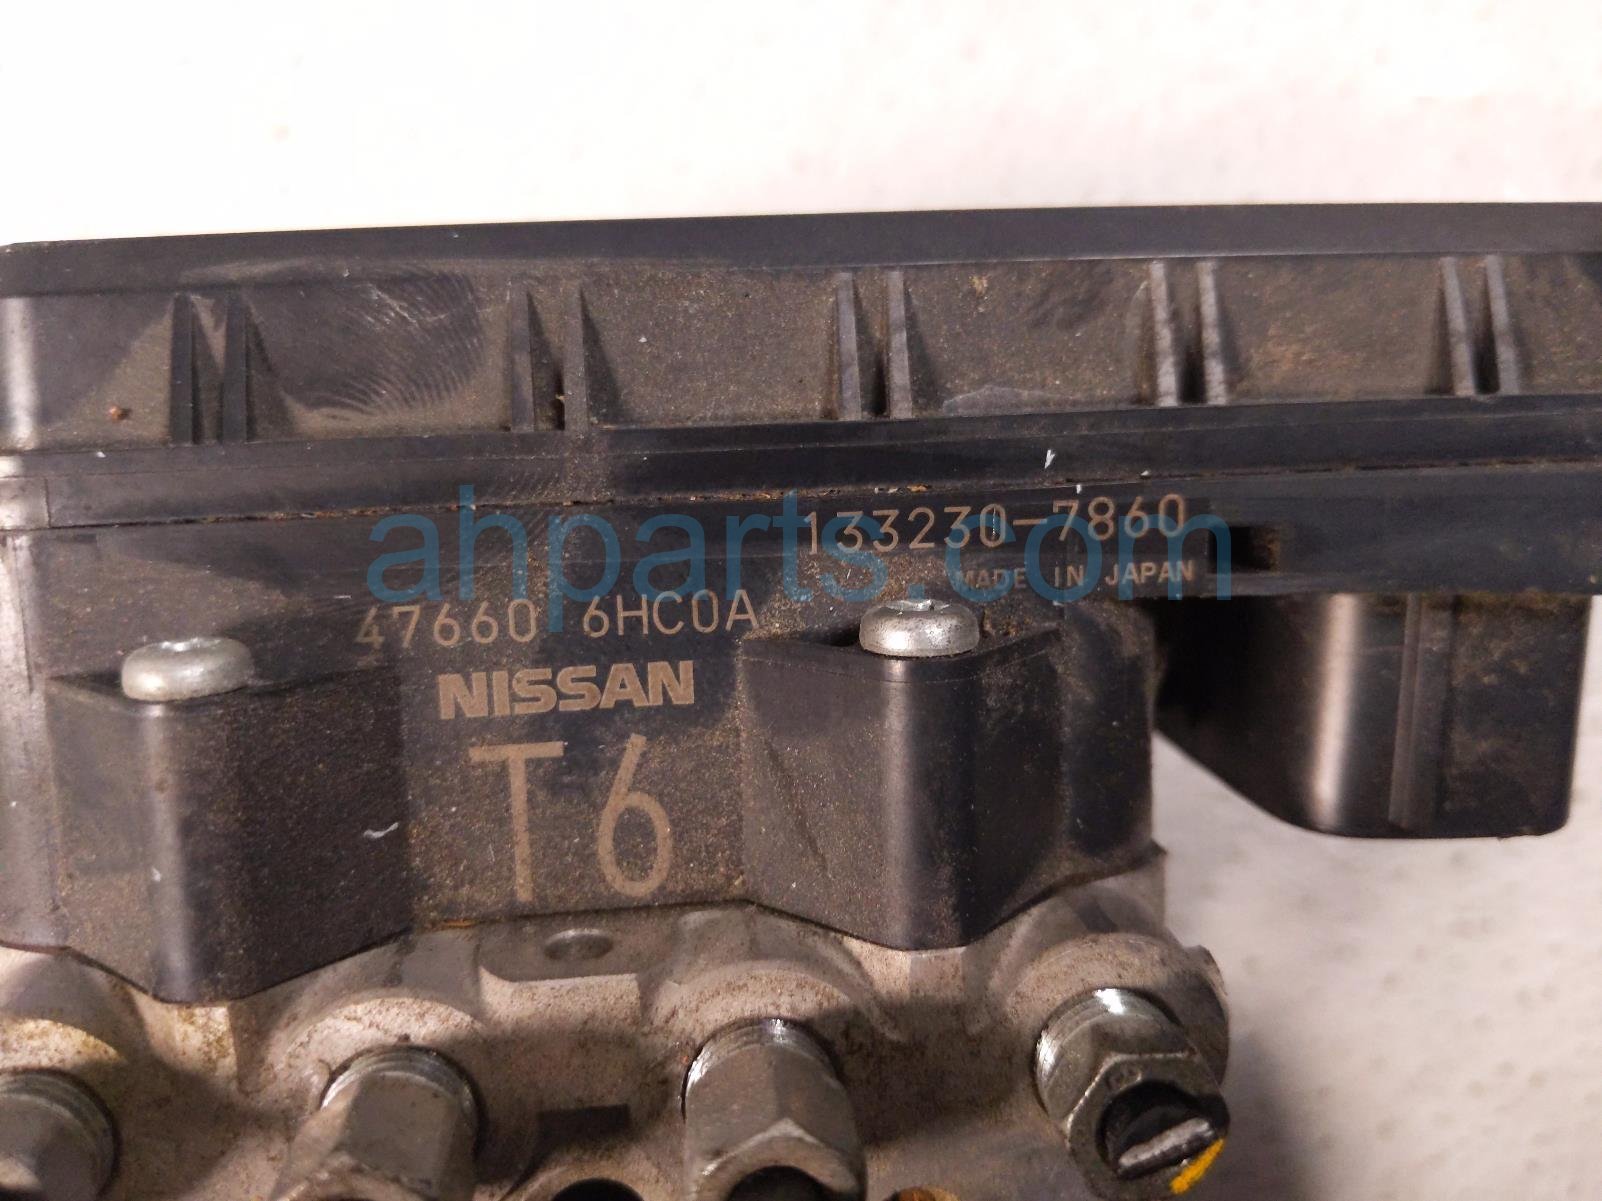 133230-7860
MADE IN JAPAN
47660 6HC0A
NISSAN
T6
ahparts.com